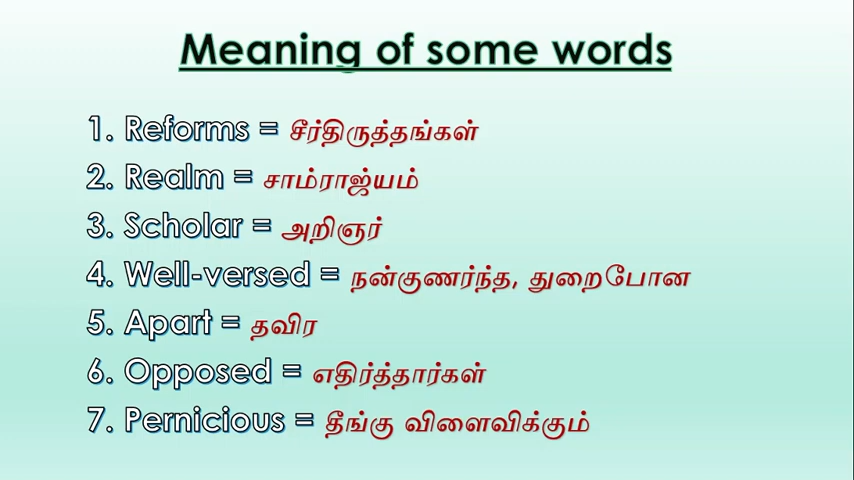 Meaning of some words
1. Reforms = சீர்திருத்தங்கள்
2. Realm = சாம்ராஜ்யம்
3. Scholar = அறிஞர்
4. Well-versed = நன்குணர்ந்த, துறைபோன
5. Apart = தவிர
6. Opposed = எதிர்த்தார்கள்
7. Pernicious = தீங்கு விளைவிக்கும்